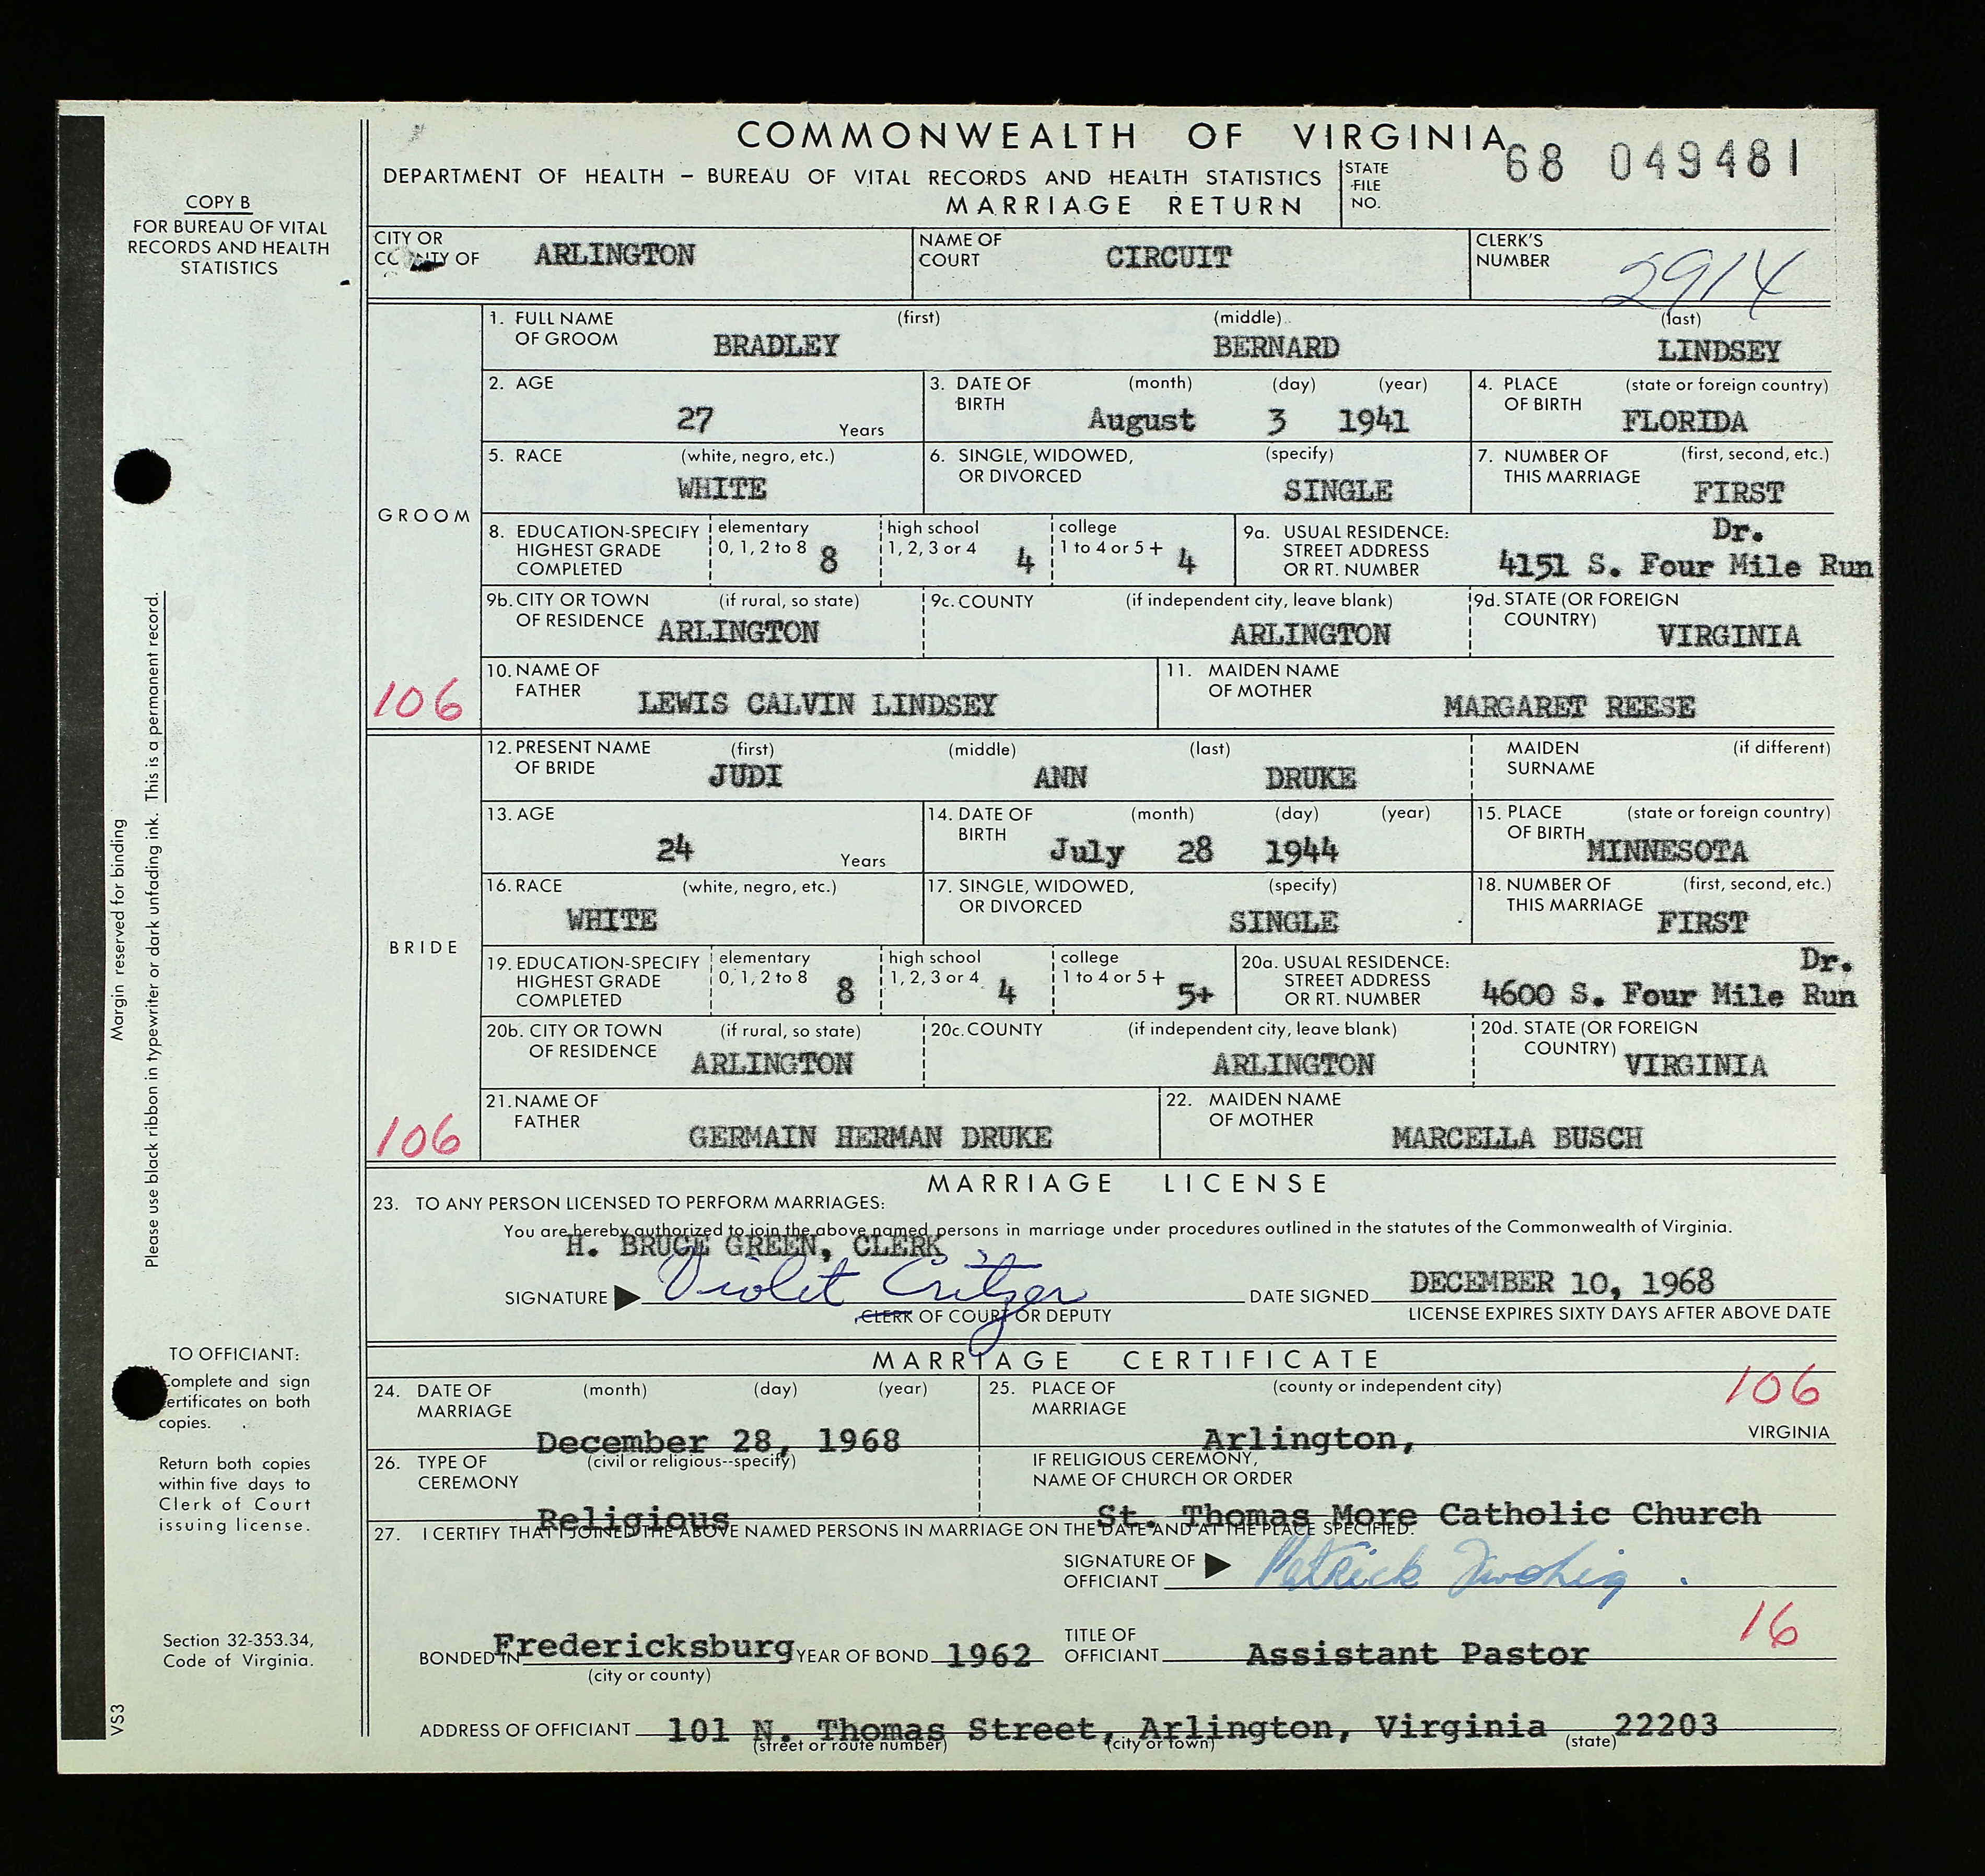 COMMONWEALTH OF VIRGINIA
DEPARTMENT OF HEALTH – BUREAU OF VITAL RECORDS AND HEALTH STATISTICS
MARRIAGE RETURN
STATE FILE NO. 68 049481
COPY B
FOR BUREAU OF VITAL
RECORDS AND HEALTH
STATISTICS
CITY OR COUNTY OF ARLINGTON
NAME OF COURT CIRCUIT
CLERK'S NUMBER 2914
GROOM
1. FULL NAME OF GROOM (first) BRADLEY (middle) BERNARD (last) LINDSEY
2. AGE 27 Years
3. DATE OF BIRTH (month) (day) (year) August 3 1941
4. PLACE OF BIRTH (state or foreign country) FLORIDA
5. RACE (white, negro, etc.) WHITE
6. SINGLE, WIDOWED, OR DIVORCED (specify) SINGLE
7. NUMBER OF THIS MARRIAGE (first, second, etc.) FIRST
8. EDUCATION-SPECIFY HIGHEST GRADE COMPLETED elementary 0, 1, 2 to 8 8 high school 1, 2, 3 or 4 4 college 1 to 4 or 5+ 4
9a. USUAL RESIDENCE: STREET ADDRESS OR RT. NUMBER 4151 S. Four Mile Run Dr.
9b. CITY OR TOWN OF RESIDENCE (if rural, so state) ARLINGTON
9c. COUNTY (if independent city, leave blank) ARLINGTON
9d. STATE (OR FOREIGN COUNTRY) VIRGINIA
10. NAME OF FATHER LEWIS CALVIN LINDSEY
11. MAIDEN NAME OF MOTHER MARGARET REESE
106
BRIDE
12. PRESENT NAME OF BRIDE (first) JUDI (middle) ANN (last) DRUKE
MAIDEN SURNAME (if different)
13. AGE 24 Years
14. DATE OF BIRTH (month) (day) (year) July 28 1944
15. PLACE OF BIRTH (state or foreign country) MINNESOTA
16. RACE (white, negro, etc.) WHITE
17. SINGLE, WIDOWED, OR DIVORCED (specify) SINGLE
18. NUMBER OF THIS MARRIAGE (first, second, etc.) FIRST
19. EDUCATION-SPECIFY HIGHEST GRADE COMPLETED elementary 0, 1, 2 to 8 8 high school 1, 2, 3 or 4 4 college 1 to 4 or 5+ 5+
20a. USUAL RESIDENCE: STREET ADDRESS OR RT. NUMBER 4600 S. Four Mile Run Dr.
20b. CITY OR TOWN OF RESIDENCE (if rural, so state) ARLINGTON
20c. COUNTY (if independent city, leave blank) ARLINGTON
20d. STATE (OR FOREIGN COUNTRY) VIRGINIA
21. NAME OF FATHER GERMAIN HERMAN DRUKE
22. MAIDEN NAME OF MOTHER MARCELLA BUSCH
106
MARRIAGE LICENSE
23. TO ANY PERSON LICENSED TO PERFORM MARRIAGES:
You are hereby authorized to join the above named persons in marriage under procedures outlined in the statutes of the Commonwealth of Virginia.
H. BRUCE GREEN, CLERK
SIGNATURE Violet Critzer DATE SIGNED DECEMBER 10, 1968
CLERK OF COURT OR DEPUTY
LICENSE EXPIRES SIXTY DAYS AFTER ABOVE DATE
MARRIAGE CERTIFICATE
24. DATE OF MARRIAGE (month) (day) (year) December 28, 1968
25. PLACE OF MARRIAGE (county or independent city) Arlington, VIRGINIA
106
26. TYPE OF CEREMONY (civil or religious--specify) Religious
IF RELIGIOUS CEREMONY, NAME OF CHURCH OR ORDER St. Thomas More Catholic Church
27. I CERTIFY THAT I JOINED THE ABOVE NAMED PERSONS IN MARRIAGE ON THE DATE AND AT THE PLACE SPECIFIED.
SIGNATURE OF OFFICIANT Patrick Twohig
16
BONDED IN Fredericksburg (city or county) YEAR OF BOND 1962
TITLE OF OFFICIANT Assistant Pastor
ADDRESS OF OFFICIANT 101 N. Thomas Street, Arlington, Virginia 22203
(street or route number) (city or town) (state)
Margin reserved for binding
Please use black ribbon in typewriter or dark unfading ink. This is a permanent record.
TO OFFICIANT:
Complete and sign
certificates on both
copies.
Return both copies
within five days to
Clerk of Court
issuing license.
Section 32-353.34,
Code of Virginia.
VS3